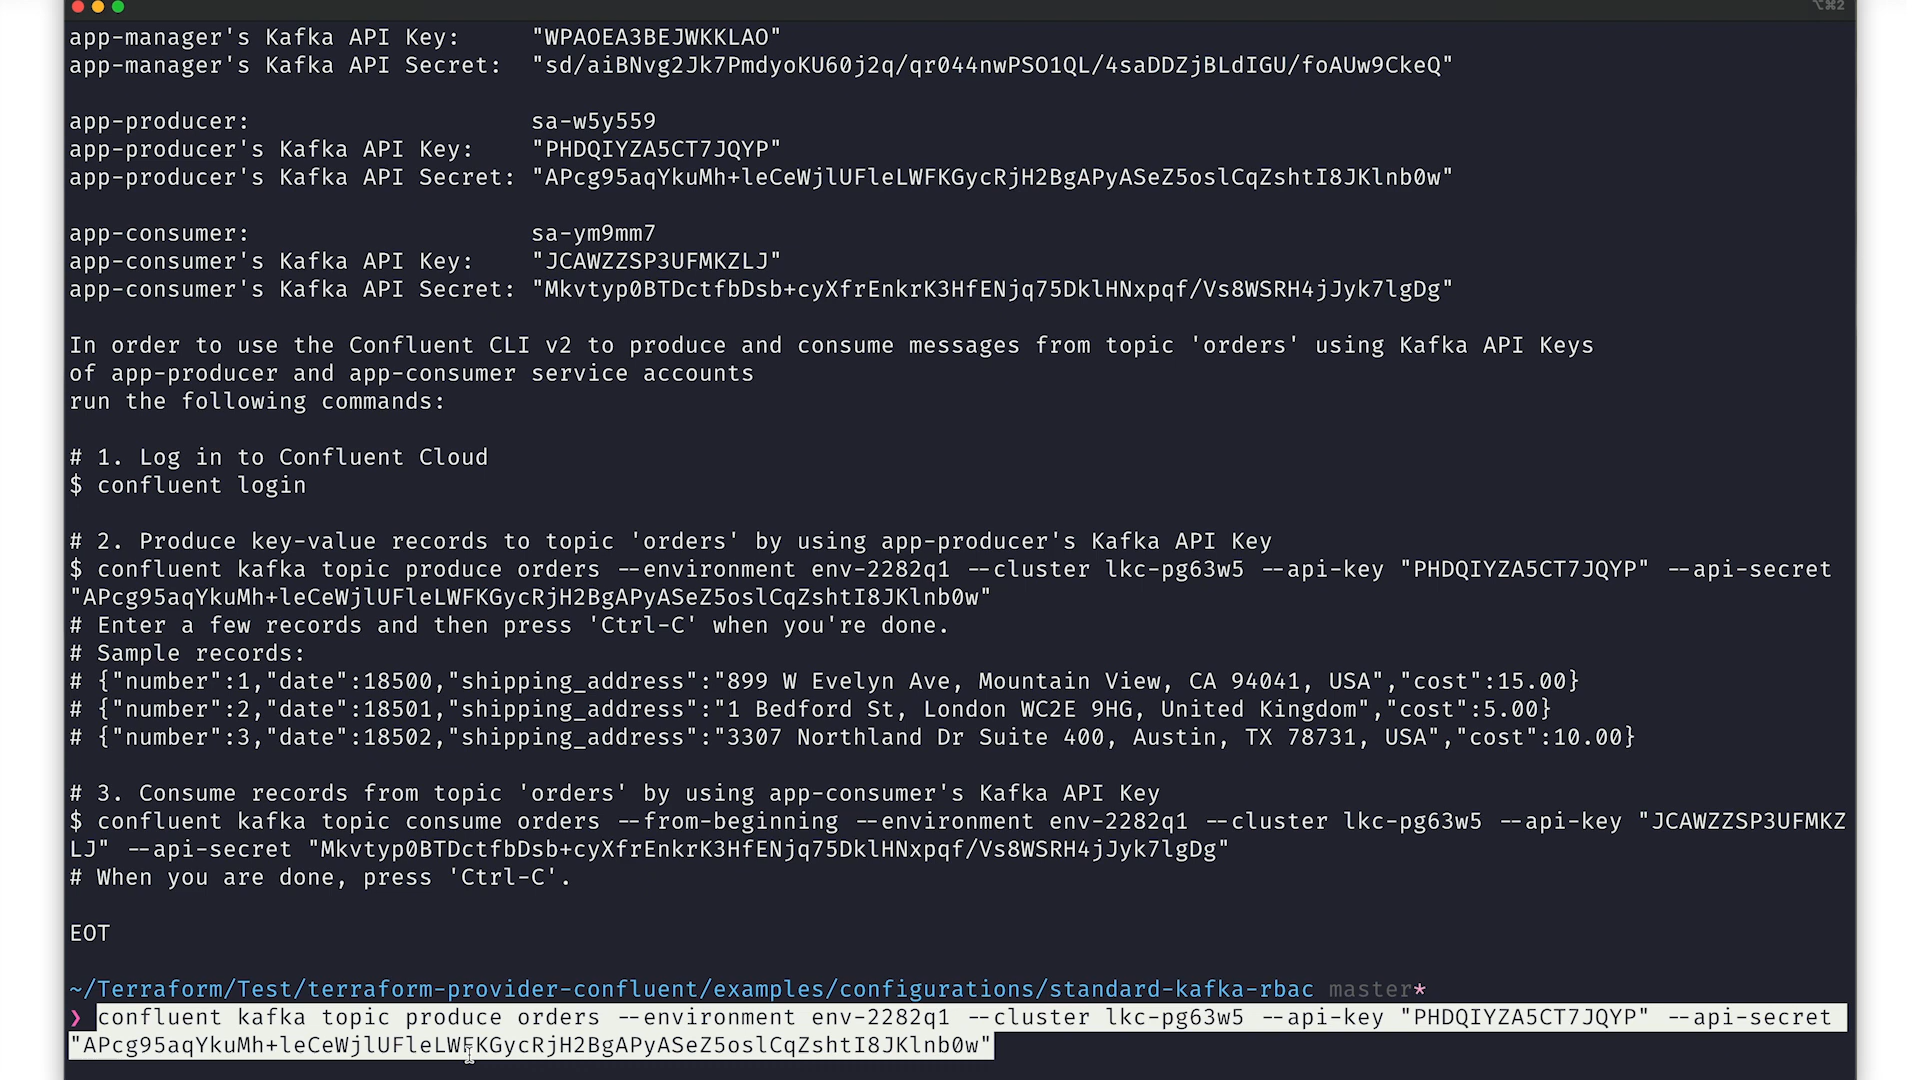 ⌥⌘2
app-manager's Kafka API Key:     "WPAOEA3BEJWKKLAO"
app-manager's Kafka API Secret:  "sd/aiBNvg2Jk7PmdyoKU60j2q/qr044nwPSO1QL/4saDDZjBLdIGU/foAUw9CkeQ"
app-producer:                    sa-w5y559
app-producer's Kafka API Key:    "PHDQIYZA5CT7JQYP"
app-producer's Kafka API Secret: "APcg95aqYkuMh+leCeWjlUFleLWFKGycRjH2BgAPyASeZ5oslCqZshtI8JKlnb0w"
app-consumer:                    sa-ym9mm7
app-consumer's Kafka API Key:    "JCAWZZSP3UFMKZLJ"
app-consumer's Kafka API Secret: "Mkvtyp0BTDctfbDsb+cyXfrEnkrK3HfENjq75DklHNxpqf/Vs8WSRH4jJyk7lgDg"
In order to use the Confluent CLI v2 to produce and consume messages from topic 'orders' using Kafka API Keys
of app-producer and app-consumer service accounts
run the following commands:
# 1. Log in to Confluent Cloud
$ confluent login
# 2. Produce key-value records to topic 'orders' by using app-producer's Kafka API Key
$ confluent kafka topic produce orders --environment env-2282q1 --cluster lkc-pg63w5 --api-key "PHDQIYZA5CT7JQYP" --api-secret
"APcg95aqYkuMh+leCeWjlUFleLWFKGycRjH2BgAPyASeZ5oslCqZshtI8JKlnb0w"
# Enter a few records and then press 'Ctrl-C' when you're done.
# Sample records:
# {"number":1,"date":18500,"shipping_address":"899 W Evelyn Ave, Mountain View, CA 94041, USA","cost":15.00}
# {"number":2,"date":18501,"shipping_address":"1 Bedford St, London WC2E 9HG, United Kingdom","cost":5.00}
# {"number":3,"date":18502,"shipping_address":"3307 Northland Dr Suite 400, Austin, TX 78731, USA","cost":10.00}
# 3. Consume records from topic 'orders' by using app-consumer's Kafka API Key
$ confluent kafka topic consume orders --from-beginning --environment env-2282q1 --cluster lkc-pg63w5 --api-key "JCAWZZSP3UFMKZ
LJ" --api-secret "Mkvtyp0BTDctfbDsb+cyXfrEnkrK3HfENjq75DklHNxpqf/Vs8WSRH4jJyk7lgDg"
# When you are done, press 'Ctrl-C'.
EOT
~/Terraform/Test/terraform-provider-confluent/examples/configurations/standard-kafka-rbac master*
❯ confluent kafka topic produce orders --environment env-2282q1 --cluster lkc-pg63w5 --api-key "PHDQIYZA5CT7JQYP" --api-secret
"APcg95aqYkuMh+leCeWjlUFleLWFKGycRjH2BgAPyASeZ5oslCqZshtI8JKlnb0w"